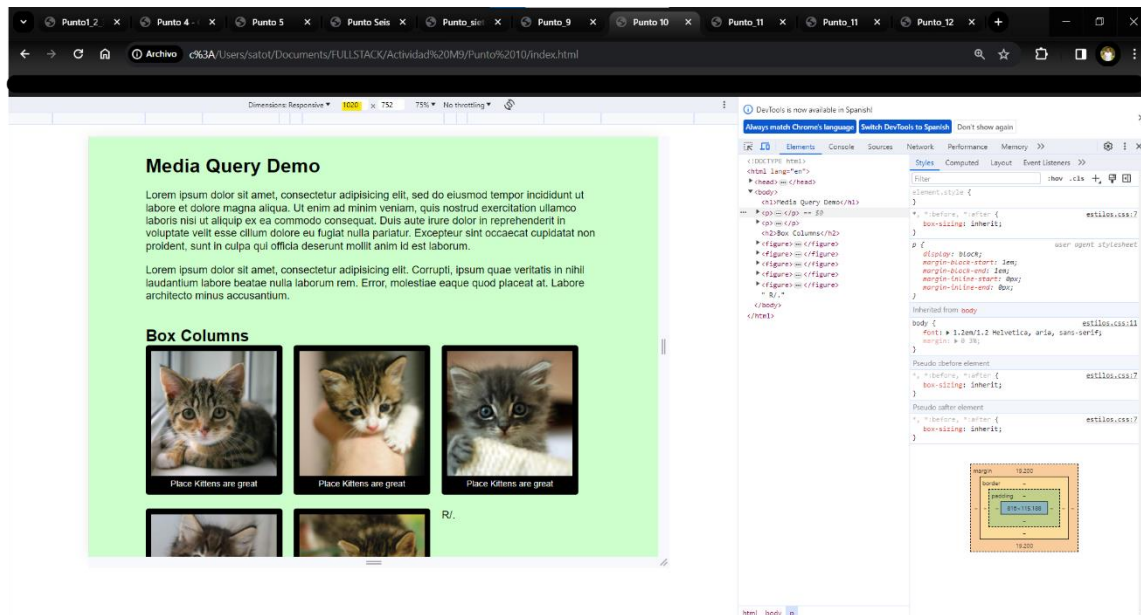 Punto1_2_
Punto 4 -
Punto 5
Punto Seis
Punto_siet
Punto_9
Punto 10
Punto_11
Punto_11
Punto_12
Archivo c%3A/Users/satot/Documents/FULLSTACK/Actividad%20M9/Punto%2010/index.html
Dimensions: Responsive 1020 x 752 75% No throttling
Media Query Demo
Lorem ipsum dolor sit amet, consectetur adipisicing elit, sed do eiusmod tempor incididunt ut
labore et dolore magna aliqua. Ut enim ad minim veniam, quis nostrud exercitation ullamco
laboris nisi ut aliquip ex ea commodo consequat. Duis aute irure dolor in reprehenderit in
voluptate velit esse cillum dolore eu fugiat nulla pariatur. Excepteur sint occaecat cupidatat non
proident, sunt in culpa qui officia deserunt mollit anim id est laborum.
Lorem ipsum dolor sit amet, consectetur adipisicing elit. Corrupti, ipsum quae veritatis in nihil
laudantium labore beatae nulla laborum rem. Error, molestiae eaque quod placeat at. Labore
architecto minus accusantium.
Box Columns
Place Kittens are great
Place Kittens are great
Place Kittens are great
R/.
DevTools is now available in Spanish!
Always match Chrome's language Switch DevTools to Spanish Don't show again
Elements Console Sources Network Performance Memory
<!DOCTYPE html>
<html lang="en">
<head> </head>
<body>
<h1>Media Query Demo</h1>
<p> </p> == $0
<p> </p>
<h2>Box Columns</h2>
<figure> </figure>
<figure> </figure>
<figure> </figure>
<figure> </figure>
<figure> </figure>
" R/."
</body>
</html>
html body p
Styles Computed Layout Event Listeners
Filter :hov .cls
element.style {
}
*, *:before, *:after { estilos.css:7
box-sizing: inherit;
}
p { user agent stylesheet
display: block;
margin-block-start: 1em;
margin-block-end: 1em;
margin-inline-start: 0px;
margin-inline-end: 0px;
}
Inherited from body
body { estilos.css:11
font: 1.2em/1.2 Helvetica, aria, sans-serif;
margin: 0 10%;
}
Pseudo ::before element
*, *:before, *:after { estilos.css:7
box-sizing: inherit;
}
Pseudo ::after element
*, *:before, *:after { estilos.css:7
box-sizing: inherit;
}
margin 19.200
border -
padding -
-
-
19.200